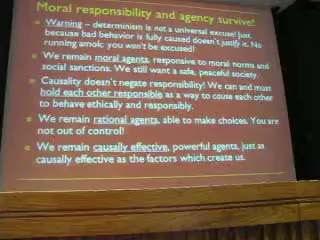 Moral responsibility and agency survive!
Warning – determinism is not a universal excuse! Just
because bad behavior is fully caused doesn't justify it. No
running amok; you won't be excused!
We remain moral agents, responsive to moral norms and
social sanctions. We still want a safe, peaceful society.
Causality doesn't negate responsibility! We can and must
hold each other responsible as a way to cause each other
to behave ethically and responsibly.
We remain rational agents, able to make choices. You are
not out of control!
We remain causally effective, powerful agents, just as
causally effective as the factors which create us.